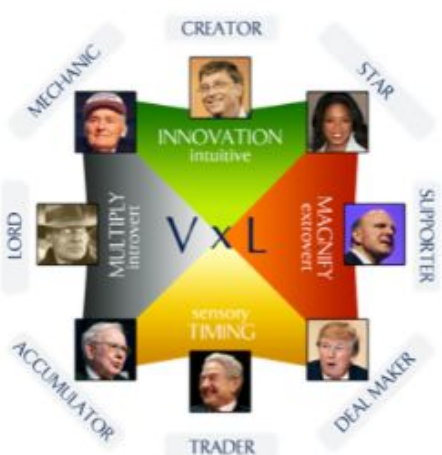 CREATOR
MECHANIC
STAR
INNOVATION
intuitive
LORD
MULTIPLY
introvert
V x L
MAGNIFY
extrovert
SUPPORTER
sensory
TIMING
ACCUMULATOR
DEAL MAKER
TRADER